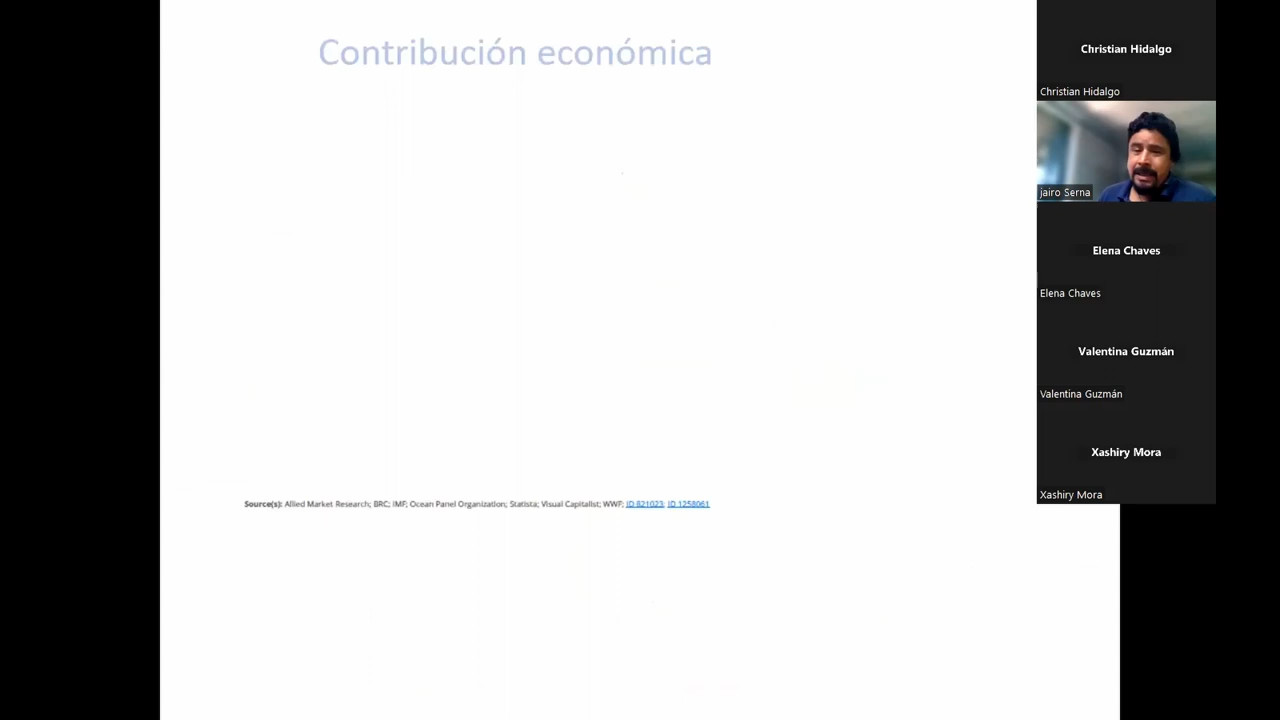 Contribución económica
Source(s): Allied Market Research; BRC; IMF; Ocean Panel Organization; Statista; Visual Capitalist; WWF; ID 821023; ID 1258061
Christian Hidalgo
Christian Hidalgo
jairo Serna
Elena Chaves
Elena Chaves
Valentina Guzmán
Valentina Guzmán
Xashiry Mora
Xashiry Mora